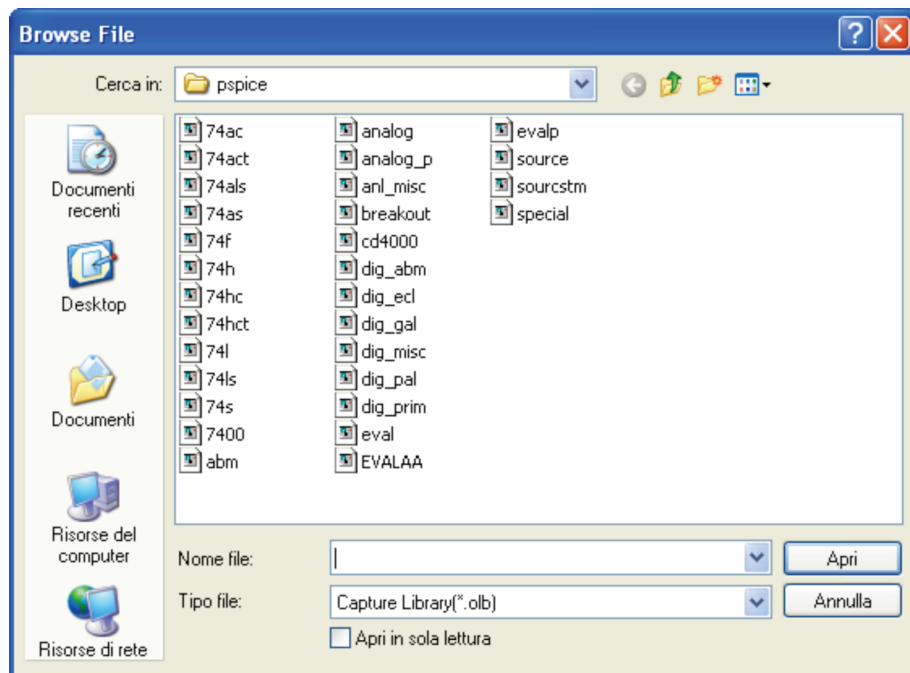 Browse File
Cerca in: pspice
Documenti recenti
Desktop
Documenti
Risorse del computer
Risorse di rete
74ac
74act
74als
74as
74f
74h
74hc
74hct
74l
74ls
74s
7400
abm
analog
analog_p
anl_misc
breakout
cd4000
dig_abm
dig_ecl
dig_gal
dig_misc
dig_pal
dig_prim
eval
EVALAA
evalp
source
sourcstm
special
Nome file:
Apri
Tipo file: Capture Library(*.olb)
Annulla
Apri in sola lettura